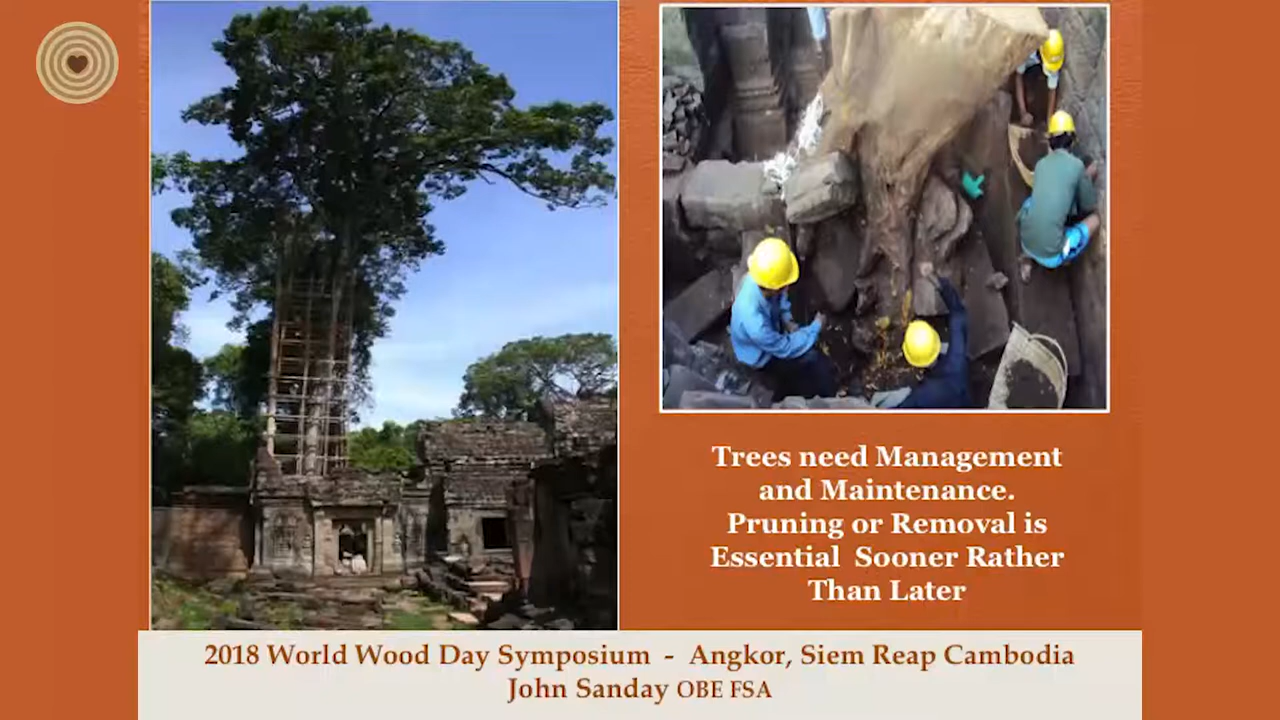 Trees need Management
and Maintenance.
Pruning or Removal is
Essential Sooner Rather
Than Later
2018 World Wood Day Symposium - Angkor, Siem Reap Cambodia
John Sanday OBE FSA